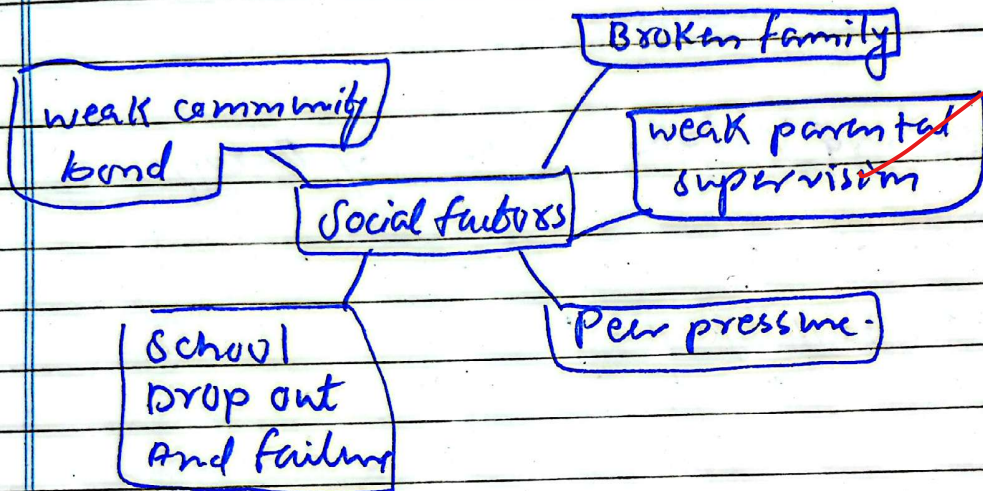 Broken family
weak community
bond
weak parental
supervision
Social factors
School
Drop out
And failure
Peer pressure.